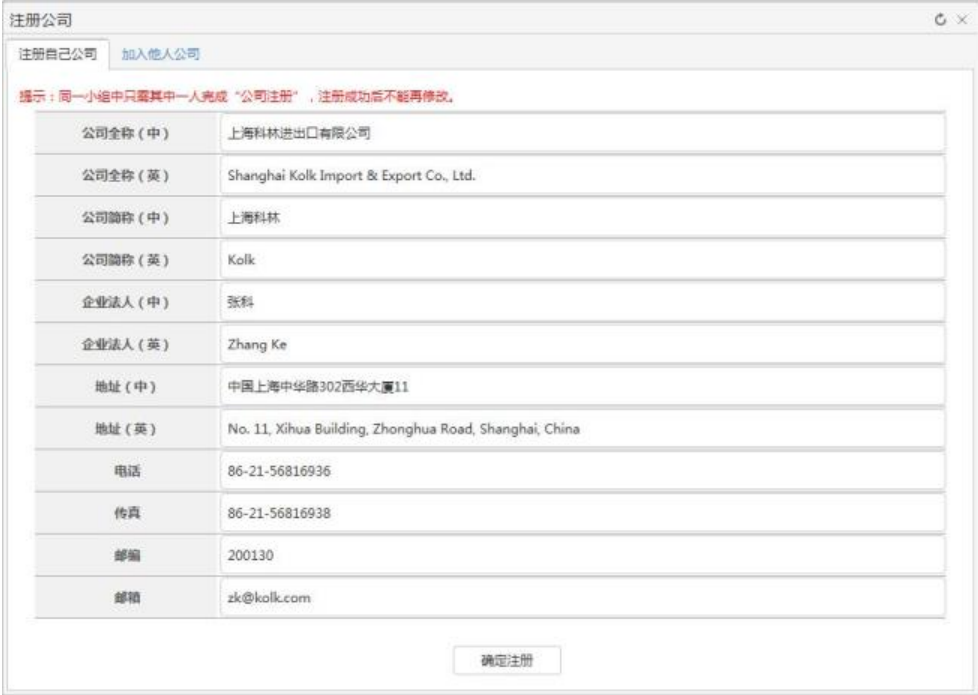 注册公司
注册自己公司 加入他人公司
提示：同一小组中只需其中一人完成“公司注册”，注册成功后不能再修改。
公司全称（中） 上海科林进出口有限公司
公司全称（英） Shanghai Kolk Import & Export Co., Ltd.
公司简称（中） 上海科林
公司简称（英） Kolk
企业法人（中） 张科
企业法人（英） Zhang Ke
地址（中） 中国上海中华路302西华大厦11
地址（英） No. 11, Xihua Building, Zhonghua Road, Shanghai, China
电话 86-21-56816936
传真 86-21-56816938
邮编 200130
邮箱 zk@kolk.com
确定注册